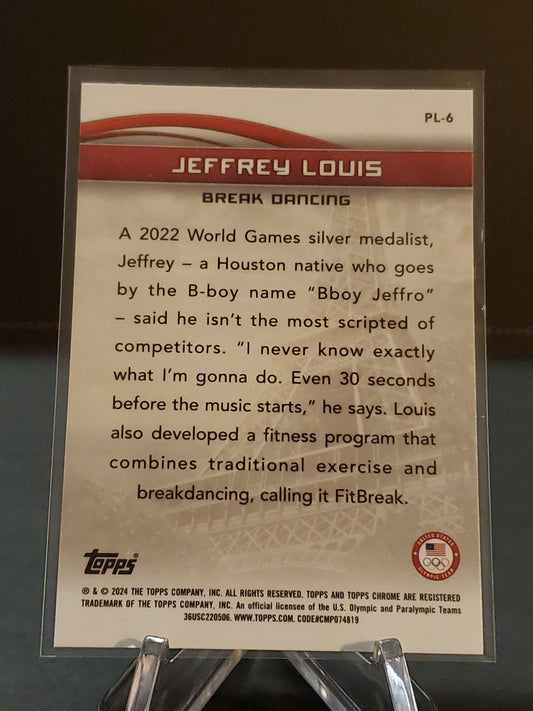 PL-6
JEFFREY LOUIS
BREAK DANCING
A 2022 World Games silver medalist,
Jeffrey – a Houston native who goes
by the B-boy name "Bboy Jeffro"
– said he isn't the most scripted of
competitors. "I never know exactly
what I'm gonna do. Even 30 seconds
before the music starts," he says. Louis
also developed a fitness program that
combines traditional exercise and
breakdancing, calling it FitBreak.
topps
UNITED STATES
OLYMPIC TEAM
® & © 2024 THE TOPPS COMPANY, INC. ALL RIGHTS RESERVED. TOPPS AND TOPPS CHROME ARE REGISTERED
TRADEMARK OF THE TOPPS COMPANY, INC. An official licensee of the U.S. Olympic and Paralympic Teams
36USC220506. WWW.TOPPS.COM. CODE#CMP074819